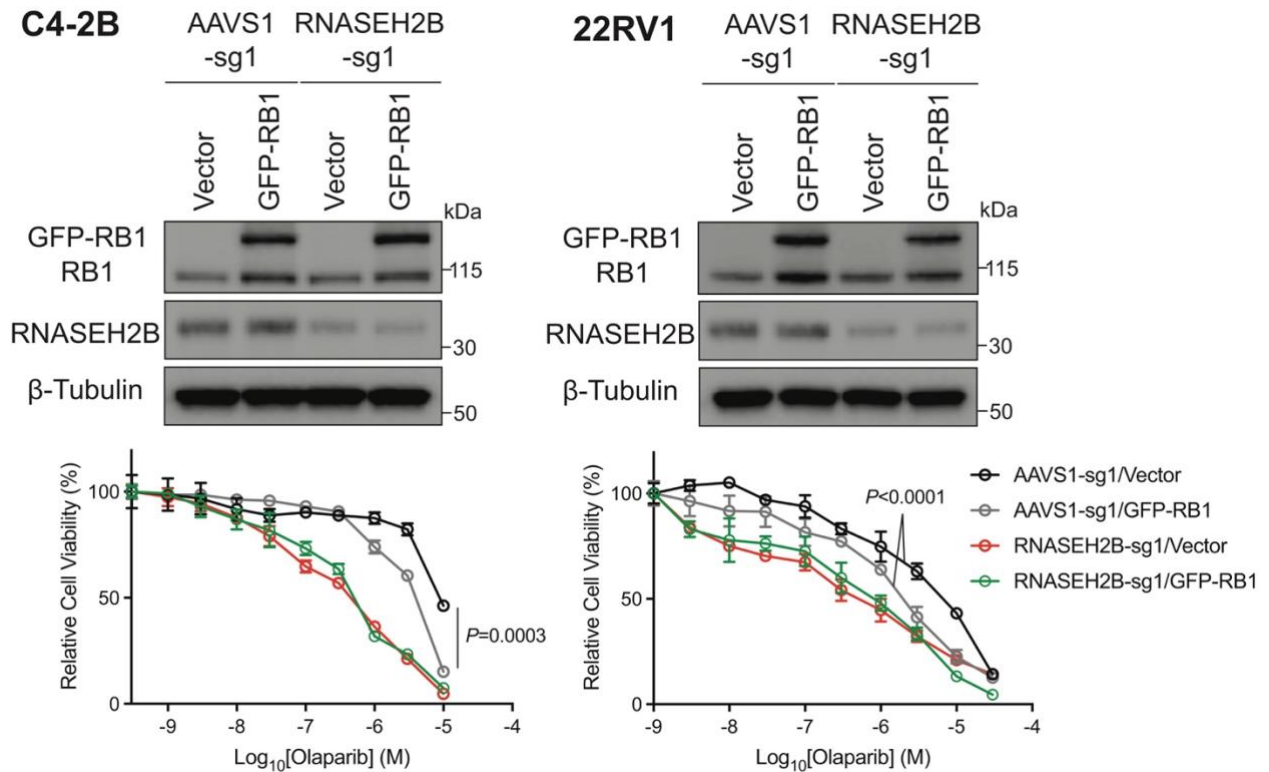 C4-2B
AAVS1 RNASEH2B
-sg1 -sg1
Vector
GFP-RB1
Vector
GFP-RB1
kDa
GFP-RB1
RB1
115
RNASEH2B
30
β-Tubulin
50
22RV1
AAVS1 RNASEH2B
-sg1 -sg1
Vector
GFP-RB1
Vector
GFP-RB1
kDa
GFP-RB1
RB1
115
RNASEH2B
30
β-Tubulin
50
Relative Cell Viability (%)
100
50
0
P=0.0003
-9 -8 -7 -6 -5 -4
Log10[Olaparib] (M)
Relative Cell Viability (%)
100
50
0
P<0.0001
-9 -8 -7 -6 -5 -4
Log10[Olaparib] (M)
AAVS1-sg1/Vector
AAVS1-sg1/GFP-RB1
RNASEH2B-sg1/Vector
RNASEH2B-sg1/GFP-RB1